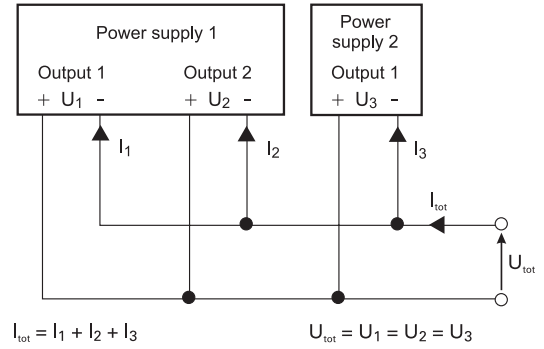 Power supply 1
Power
supply 2
Output 1 Output 2 Output 1
+ U₁ − + U₂ − + U₃ −
I₁ I₂ I₃
Iₜₒₜ
Uₜₒₜ
Iₜₒₜ = I₁ + I₂ + I₃ Uₜₒₜ = U₁ = U₂ = U₃